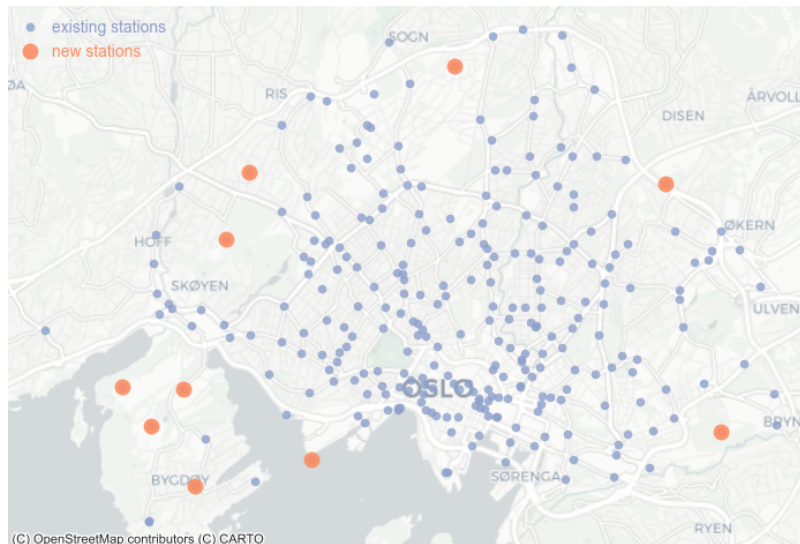 existing stations
new stations
SOGN
ØA
RIS
ÅRVOLL
DISEN
ØKERN
HOFF
SKØYEN
ULVEN
OSLO
BRYN
BYGDØY
SØRENGA
RYEN
(C) OpenStreetMap contributors (C) CARTO